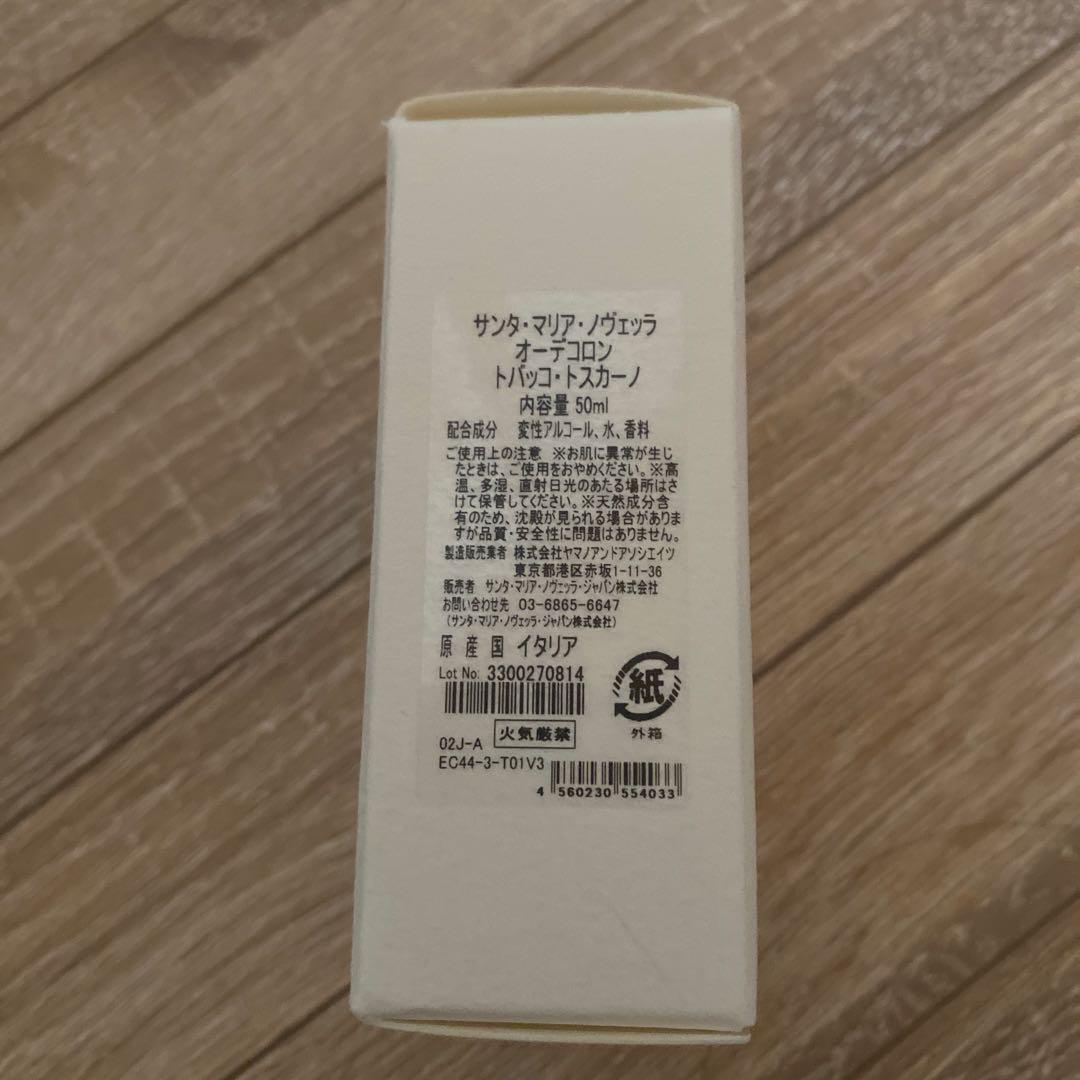 サンタ・マリア・ノヴェッラ
オーデコロン
トバッコ・トスカーノ
内容量 50ml
配合成分 変性アルコール、水、香料
ご使用上の注意 ※お肌に異常が生じ
たときは、ご使用をおやめください。※高
温、多湿、直射日光のあたる場所はさ
けて保管してください。※天然成分含
有のため、沈殿が見られる場合がありま
すが品質・安全性に問題はありません。
製造販売業者 株式会社ヤマノアンドアソシエイツ
東京都港区赤坂1-11-36
販売者 サンタ・マリア・ノヴェッラ・ジャパン株式会社
お問い合わせ先 03-6865-6647
(サンタ・マリア・ノヴェッラ・ジャパン株式会社)
原産国 イタリア
Lot No: 3300270814
紙
外箱
02J-A 火気厳禁
EC44-3-T01V3
4 560230 554033